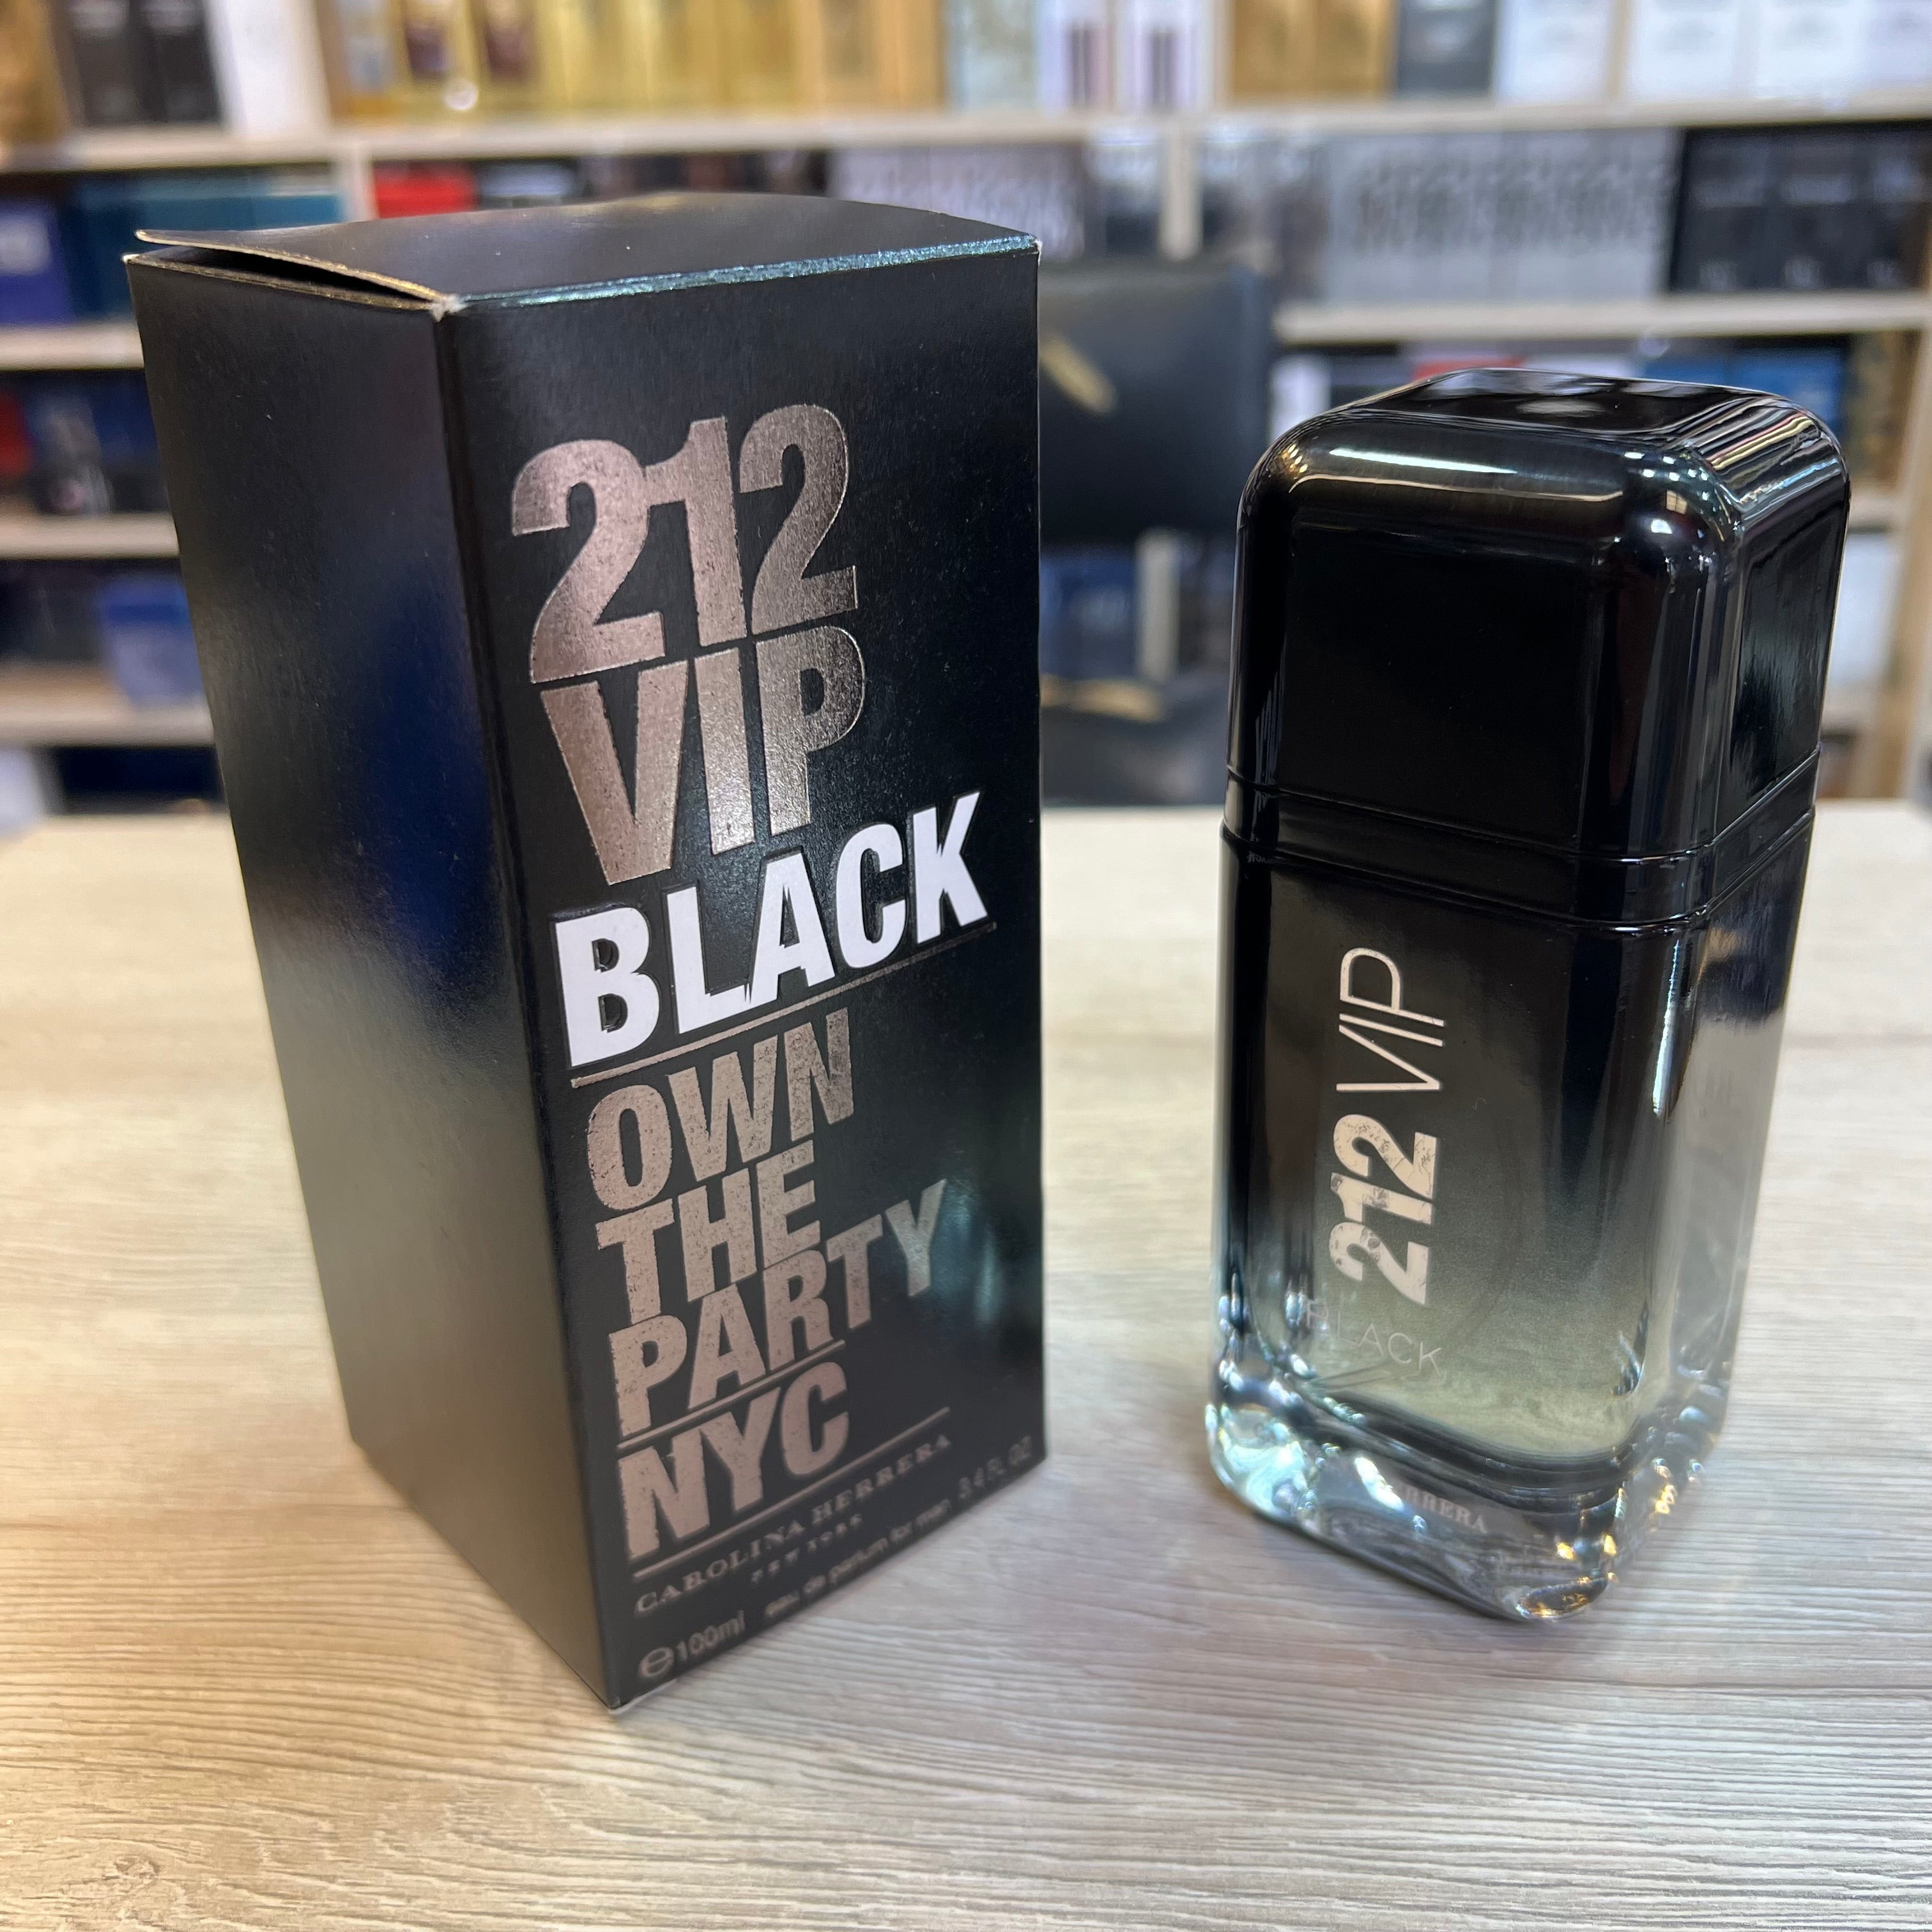 212
VIP
BLACK
OWN
THE
PARTY
NYC
CAROLINA HERRERA
NEW YORK
eau de parfum for men
℮100ml
3.4 FL OZ
212 VIP
BLACK
HERRERA